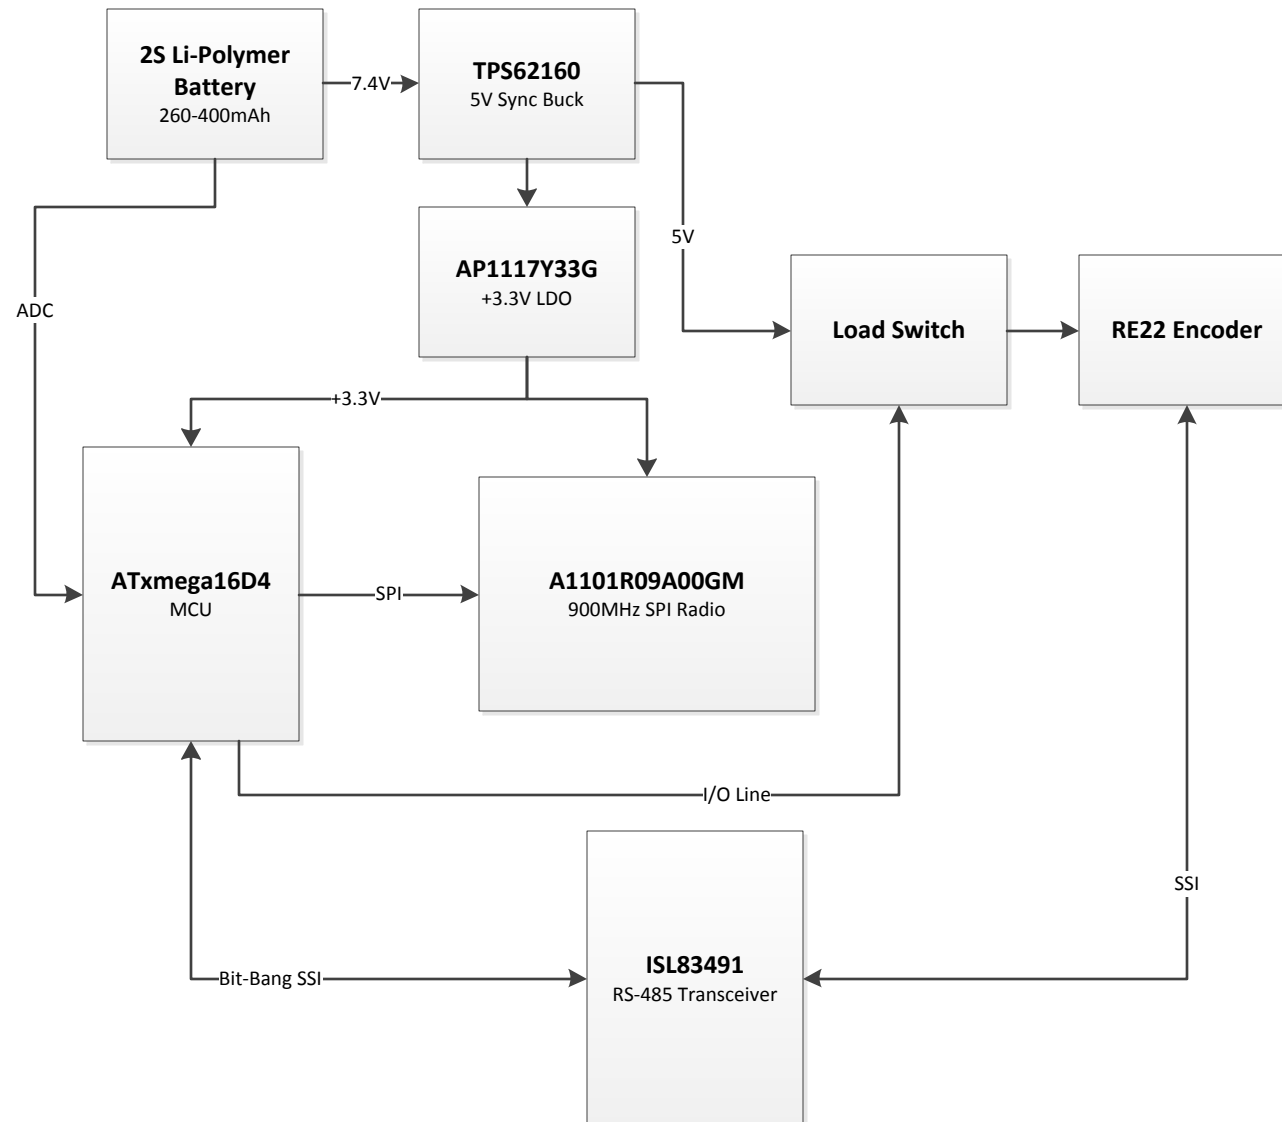 2S Li-Polymer
Battery
260-400mAh
7.4V
TPS62160
5V Sync Buck
5V
AP1117Y33G
+3.3V LDO
ADC
Load Switch
RE22 Encoder
+3.3V
ATxmega16D4
MCU
SPI
A1101R09A00GM
900MHz SPI Radio
I/O Line
SSI
Bit-Bang SSI
ISL83491
RS-485 Transceiver